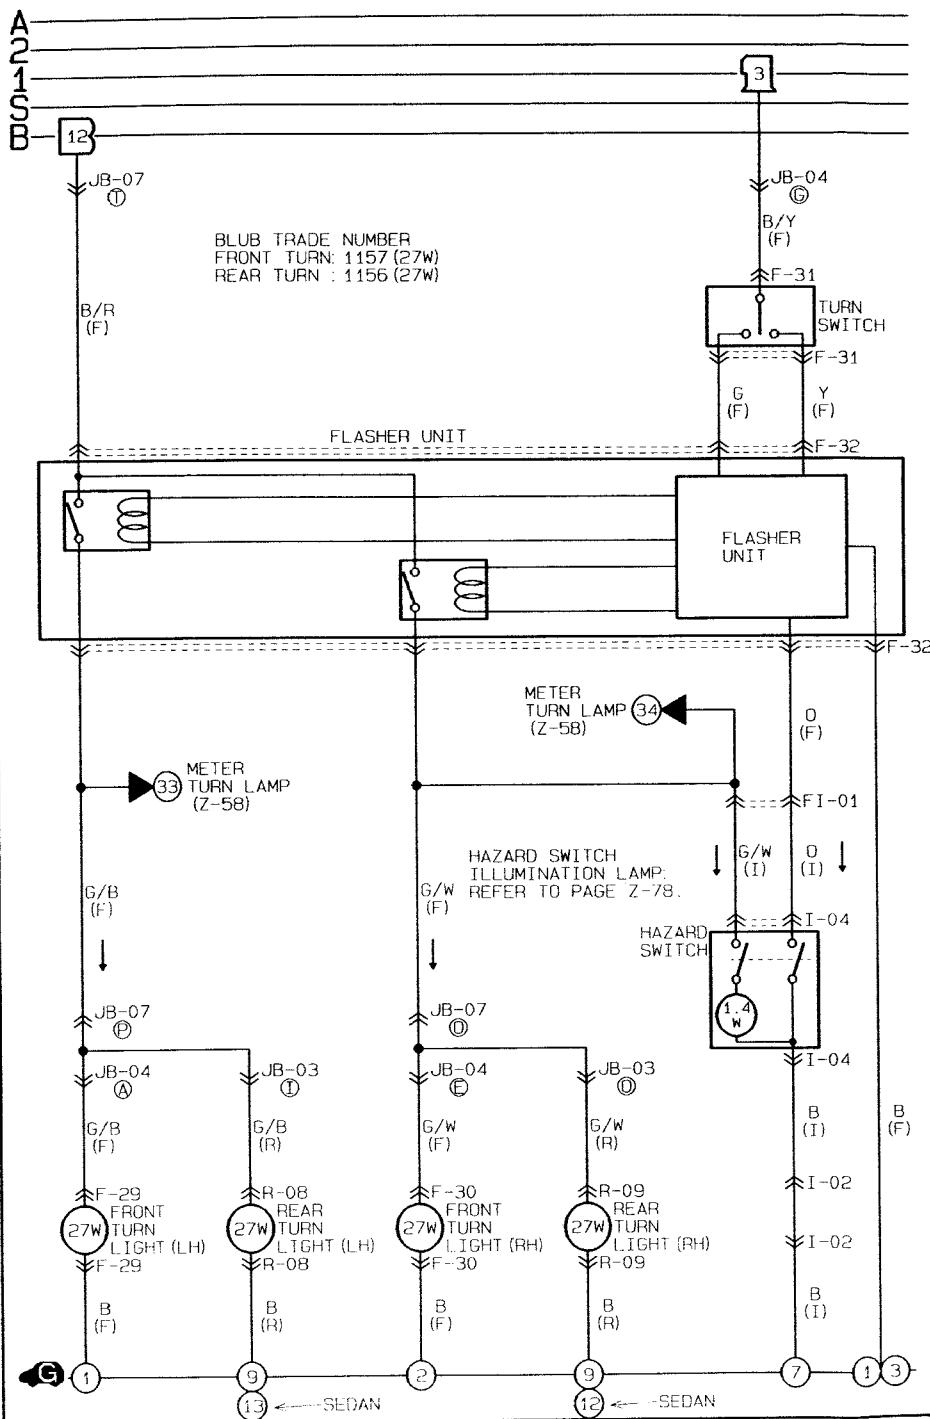 A
2
1
S
B
12
3
JB-07
T
JB-04
G
B/Y
(F)
BLUB TRADE NUMBER
FRONT TURN: 1157 (27W)
REAR TURN : 1156 (27W)
F-31
B/R
(F)
TURN
SWITCH
F-31
G
(F)
Y
(F)
FLASHER UNIT
F-32
FLASHER
UNIT
F-32
METER
TURN LAMP
(Z-58)
34
O
(F)
33
METER
TURN LAMP
(Z-58)
FI-01
HAZARD SWITCH
ILLUMINATION LAMP:
REFER TO PAGE Z-78.
G/W
(I)
O
(I)
G/B
(F)
G/W
(F)
I-04
HAZARD
SWITCH
1.4
W
JB-07
P
JB-07
O
I-04
JB-04
A
JB-03
I
JB-04
E
JB-03
D
G/B
(F)
G/B
(R)
G/W
(F)
G/W
(R)
B
(I)
B
(F)
F-29
R-08
F-30
R-09
I-02
27W
FRONT
TURN
LIGHT (LH)
27W
REAR
TURN
LIGHT (LH)
27W
FRONT
TURN
LIGHT (RH)
27W
REAR
TURN
LIGHT (RH)
I-02
F-29
R-08
F-30
R-09
B
(F)
B
(R)
B
(F)
B
(R)
B
(I)
G
1
9
2
9
7
1
3
13
SEDAN
12
SEDAN